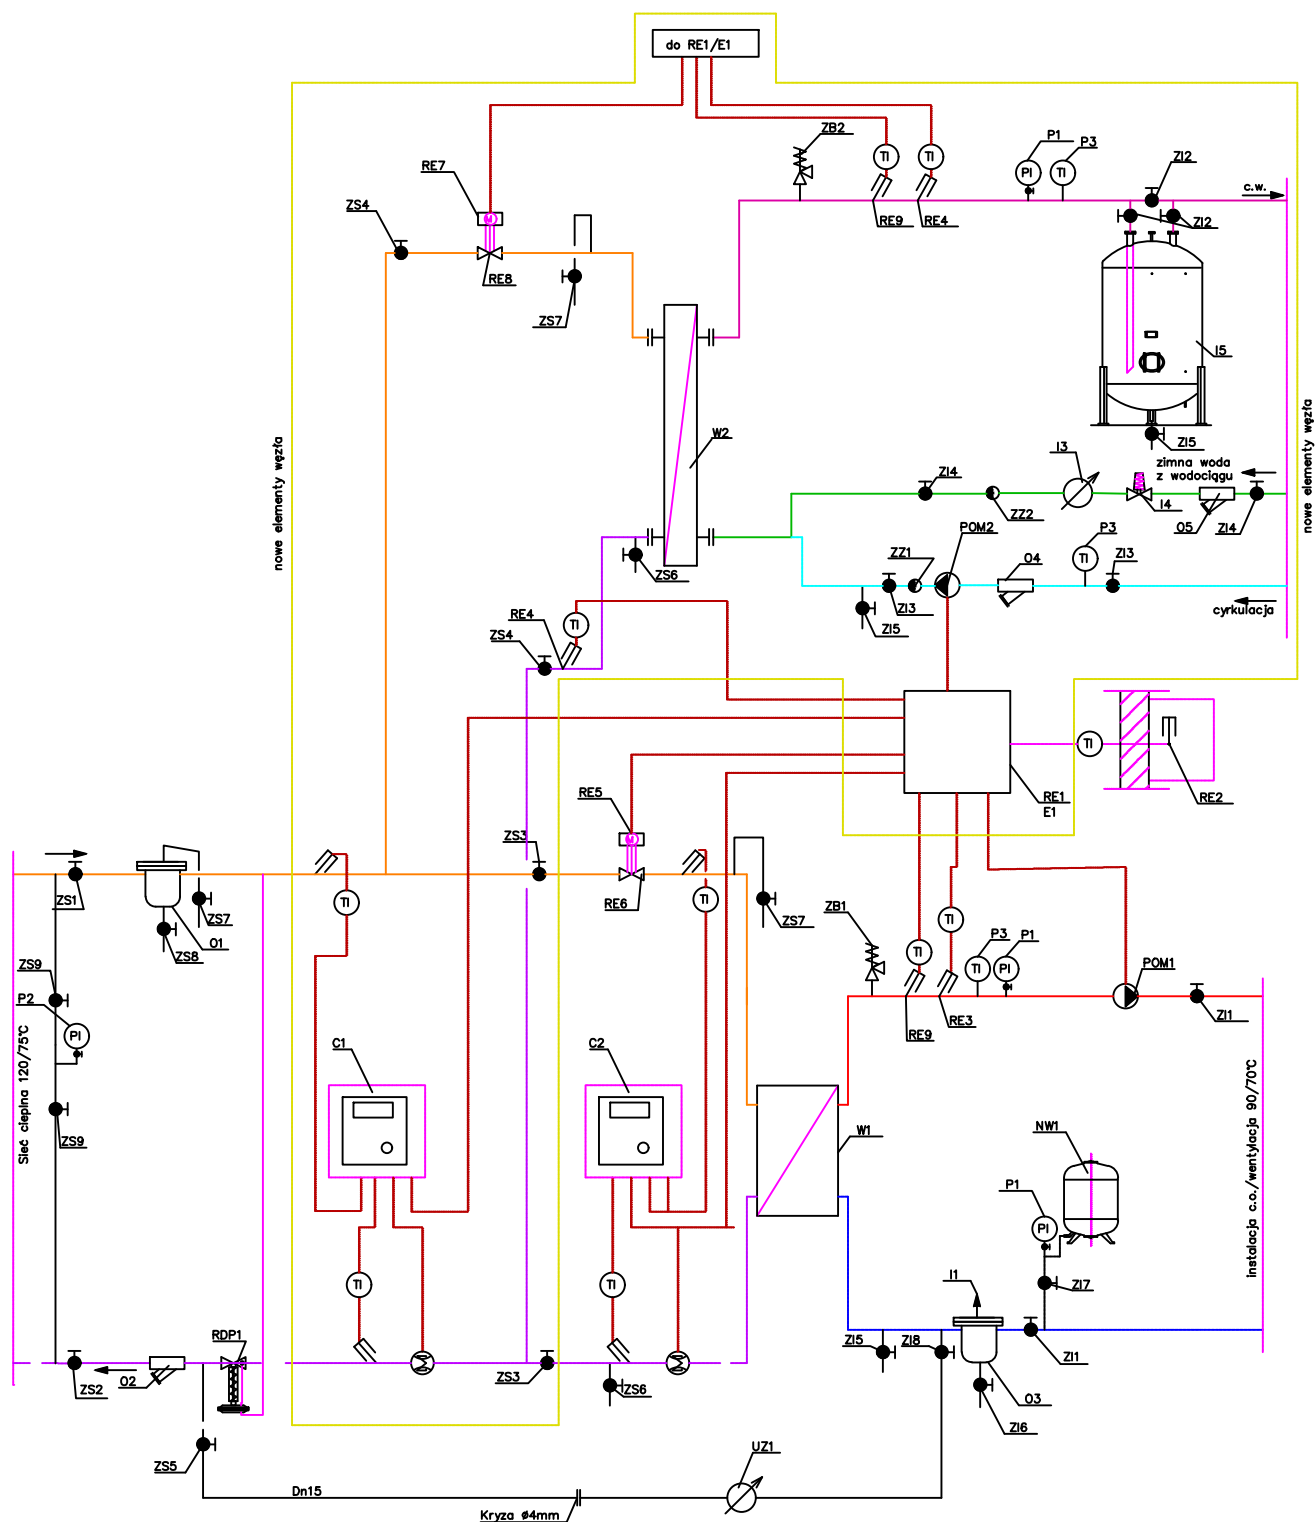 do RE1/E1
ZB2
P1
P3
ZI2
RE7
TI
TI
PI
TI
c.w.
ZS4
RE9
RE4
ZI2
RE8
ZS7
I5
W2
nowe elementy węzła
nowe elementy węzła
ZI5
I3
zimna woda
z wodociągu
ZI4
ZZ2
I4
O5
ZI4
POM2
P3
ZZ1
O4
TI
ZI3
ZS6
ZI3
cyrkulacja
RE4
TI
ZI5
ZS4
TI
RE5
M
RE1
E1
RE2
ZS3
ZS1
TI
RE6
TI
ZS7
O1
ZS8
ZS7
ZB1
TI
TI
P3
P1
TI
PI
POM1
ZS9
P2
PI
RE9
RE3
ZI1
Sieć cieplna 120/75°C
C1
C2
instalacja c.o./wentylacja 90/70°C
ZS9
W1
NW1
P1
PI
TI
TI
I1
ZI7
RDP1
ZI5
ZI8
ZI1
ZS2
O2
ZS3
ZS6
O3
ZI6
ZS5
UZ1
Dn15
Kryza ø4mm
M